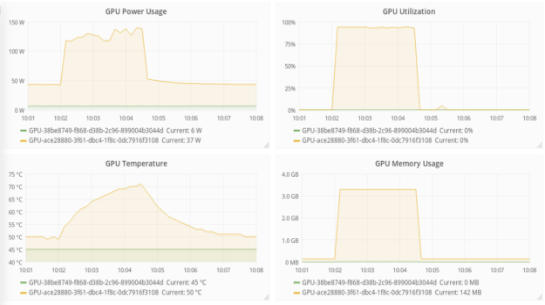 GPU Power Usage
150 W
100 W
50 W
0 W
10:01 10:02 10:03 10:04 10:05 10:06 10:07 10:08
GPU-38be8749-f868-d38b-2c96-899004b3044d Current: 6 W
GPU-ace28880-3f61-dbc4-1f8c-0dc7916f3108 Current: 37 W
GPU Utilization
100%
75%
50%
25%
0%
10:01 10:02 10:03 10:04 10:05 10:06 10:07 10:08
GPU-38be8749-f868-d38b-2c96-899004b3044d Current: 0%
GPU-ace28880-3f61-dbc4-1f8c-0dc7916f3108 Current: 0%
GPU Temperature
75 °C
70 °C
65 °C
60 °C
55 °C
50 °C
45 °C
40 °C
10:01 10:02 10:03 10:04 10:05 10:06 10:07 10:08
GPU-38be8749-f868-d38b-2c96-899004b3044d Current: 45 °C
GPU-ace28880-3f61-dbc4-1f8c-0dc7916f3108 Current: 50 °C
GPU Memory Usage
4.0 GB
3.0 GB
2.0 GB
1.0 GB
0 MB
10:01 10:02 10:03 10:04 10:05 10:06 10:07 10:08
GPU-38be8749-f868-d38b-2c96-899004b3044d Current: 0 MB
GPU-ace28880-3f61-dbc4-1f8c-0dc7916f3108 Current: 142 MB